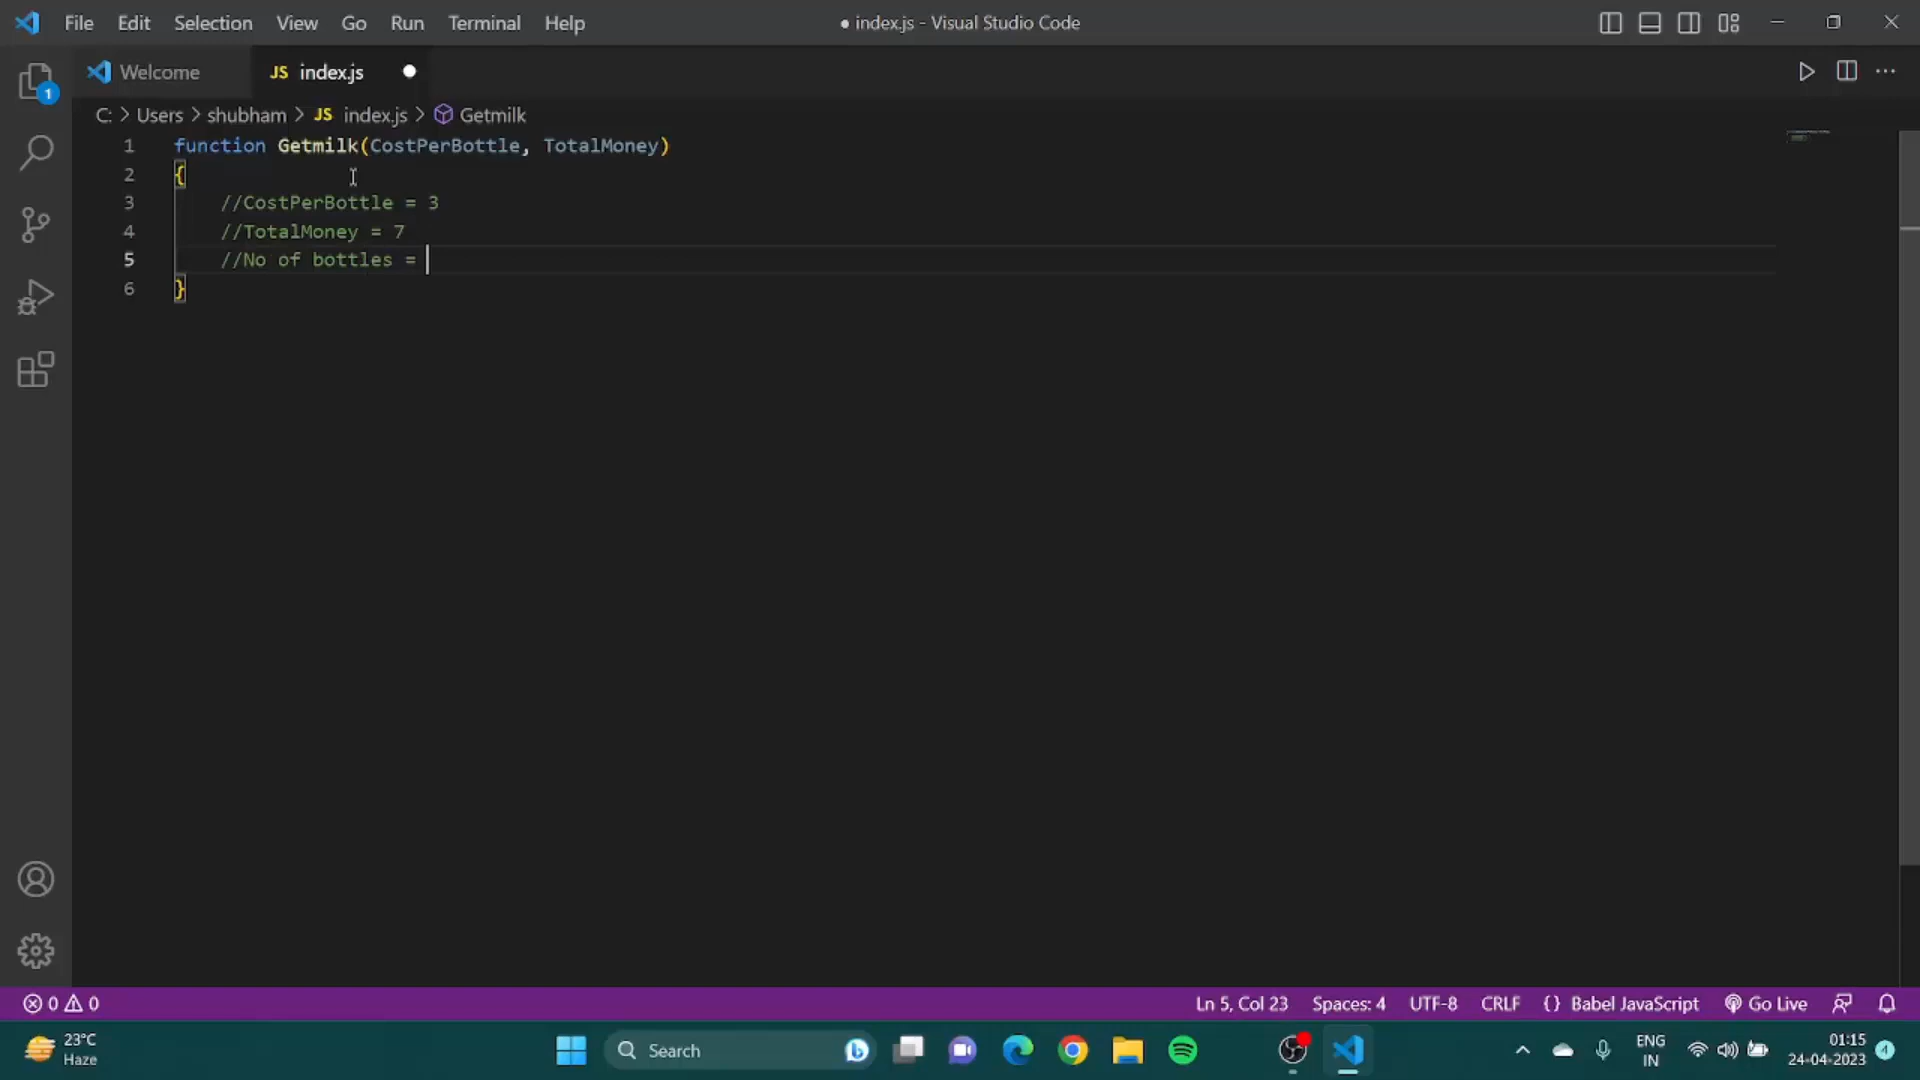 File Edit Selection View Go Run Terminal Help ● index.js - Visual Studio Code
Welcome JS index.js ●
C: > Users > shubham > JS index.js > Getmilk
1 function Getmilk(CostPerBottle, TotalMoney)
2 {
3 //CostPerBottle = 3
4 //TotalMoney = 7
5 //No of bottles =
6 }
1
0 0 Ln 5, Col 23 Spaces: 4 UTF-8 CRLF {} Babel JavaScript Go Live
23°C
Haze
Search
ENG
IN
01:15
24-04-2023
4